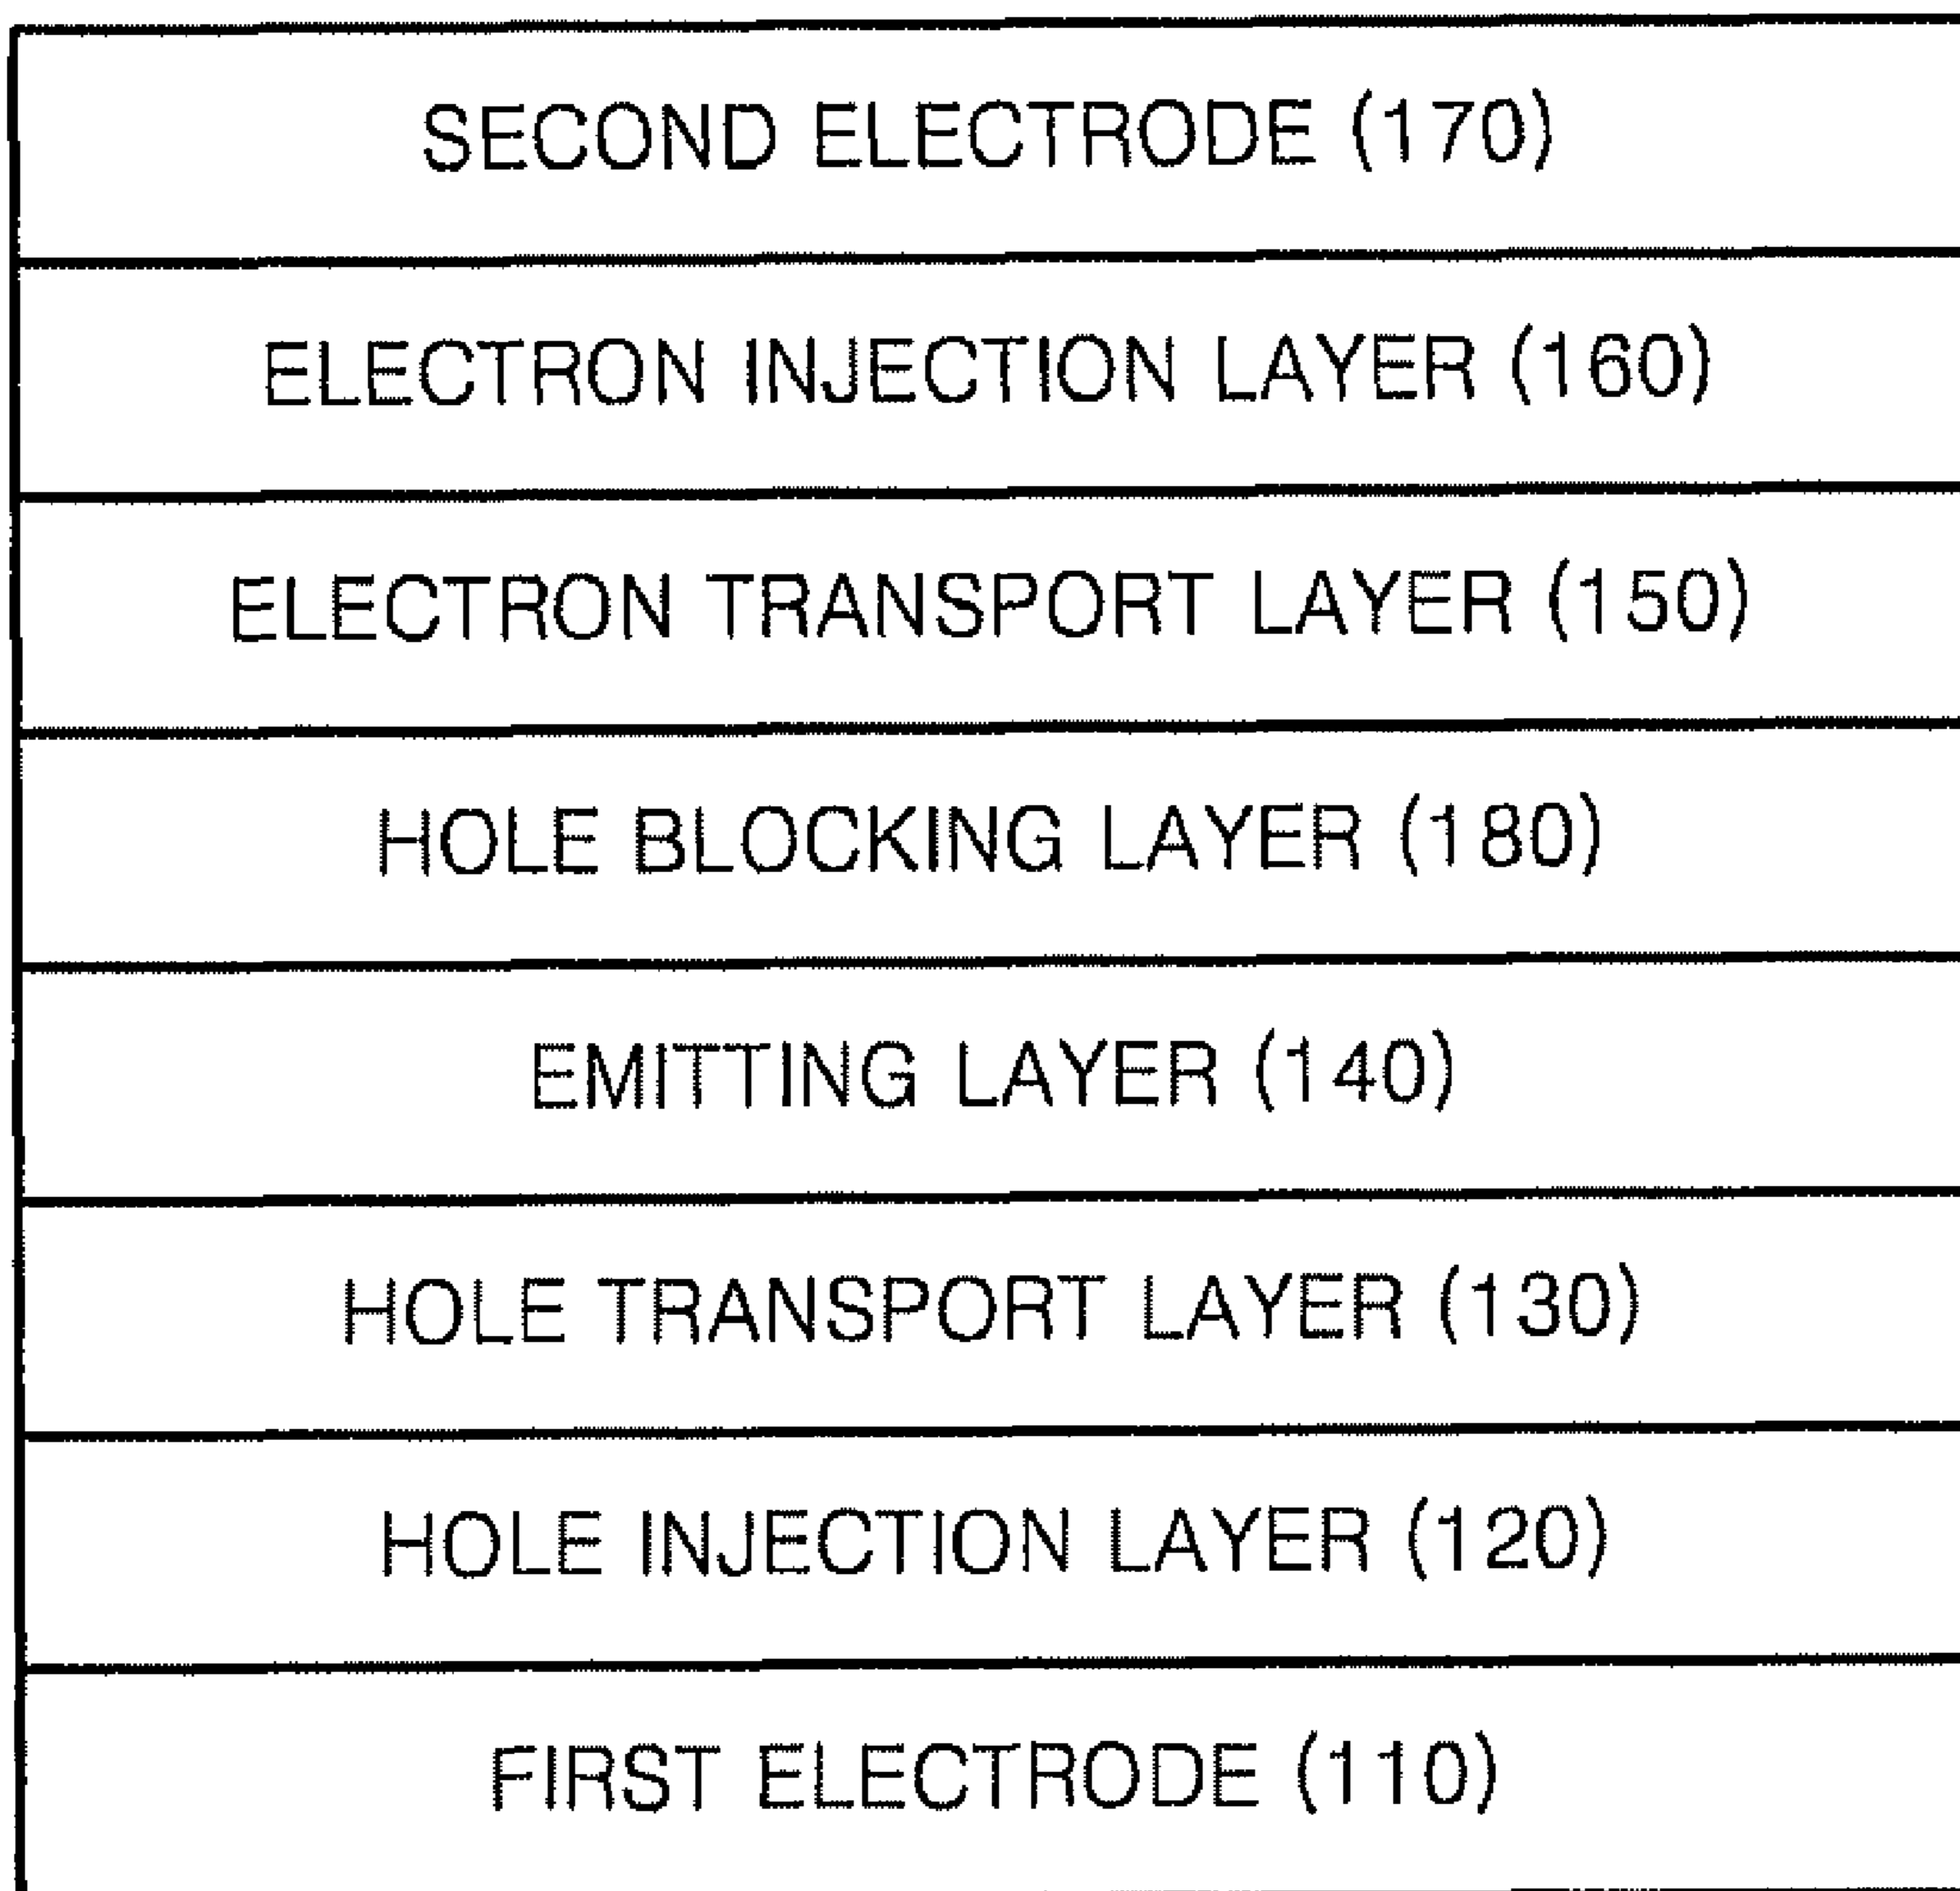 SECOND ELECTRODE (170)
ELECTRON INJECTION LAYER (160)
ELECTRON TRANSPORT LAYER (150)
HOLE BLOCKING LAYER (180)
EMITTING LAYER (140)
HOLE TRANSPORT LAYER (130)
HOLE INJECTION LAYER (120)
FIRST ELECTRODE (110)